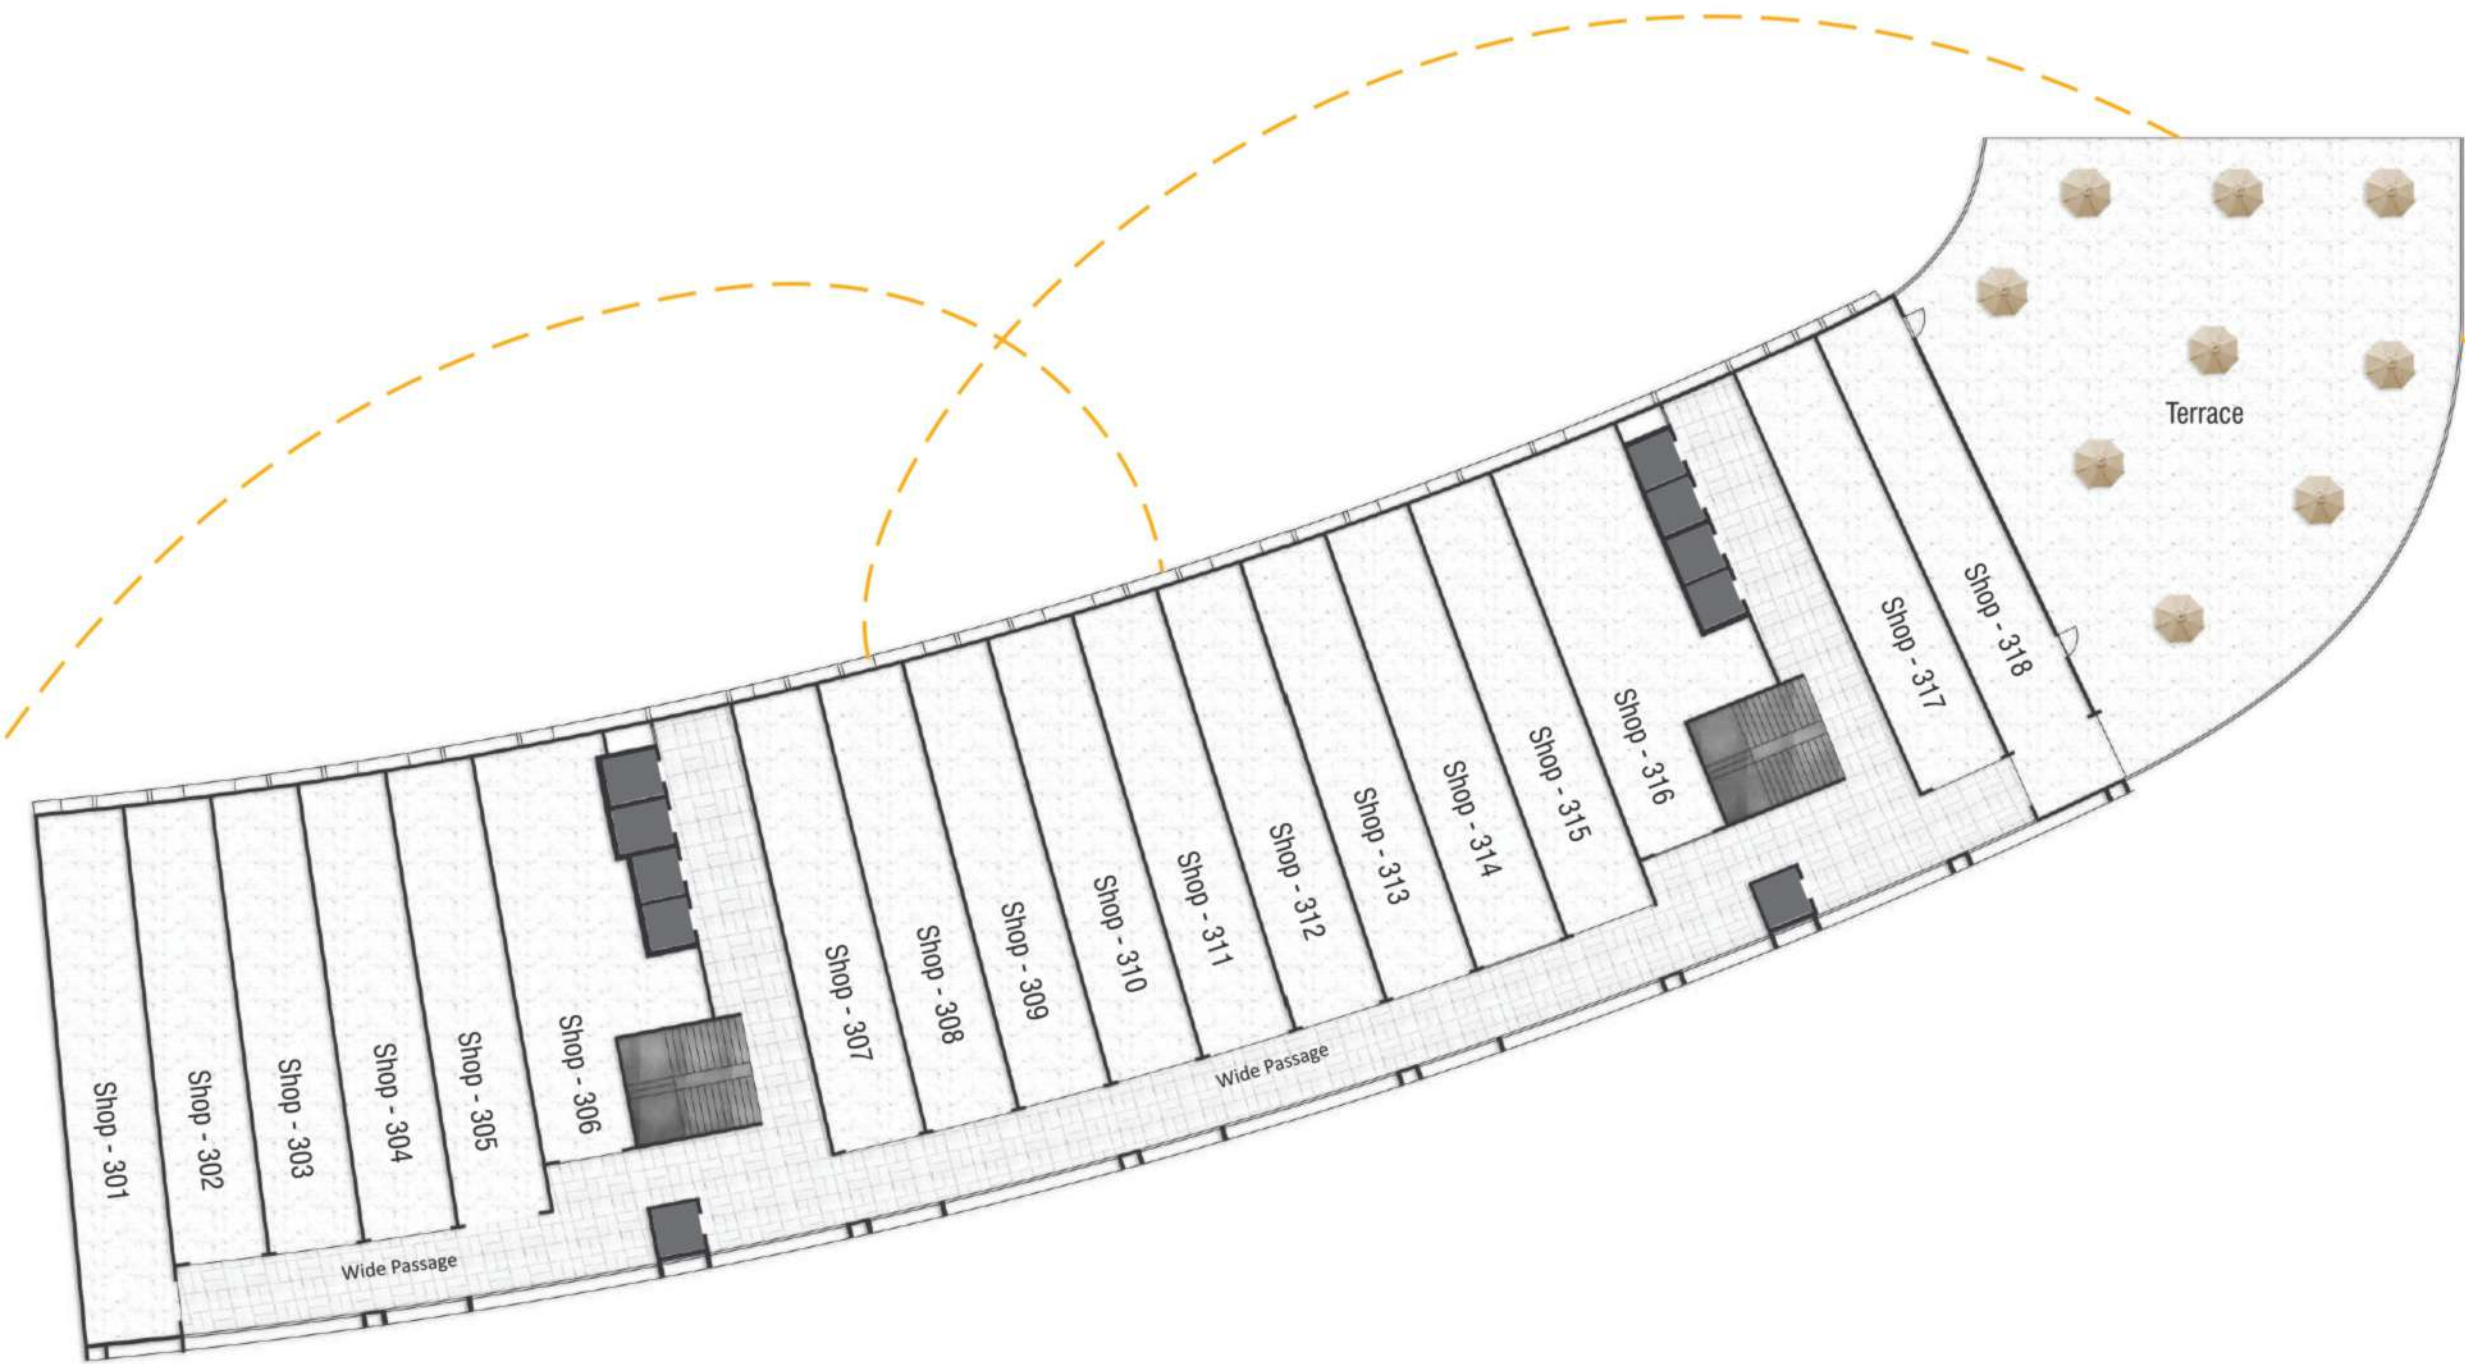 Shop - 301
Shop - 302
Shop - 303
Shop - 304
Shop - 305
Shop - 306
Shop - 307
Shop - 308
Shop - 309
Shop - 310
Shop - 311
Shop - 312
Shop - 313
Shop - 314
Shop - 315
Shop - 316
Shop - 317
Shop - 318
Terrace
Wide Passage
Wide Passage